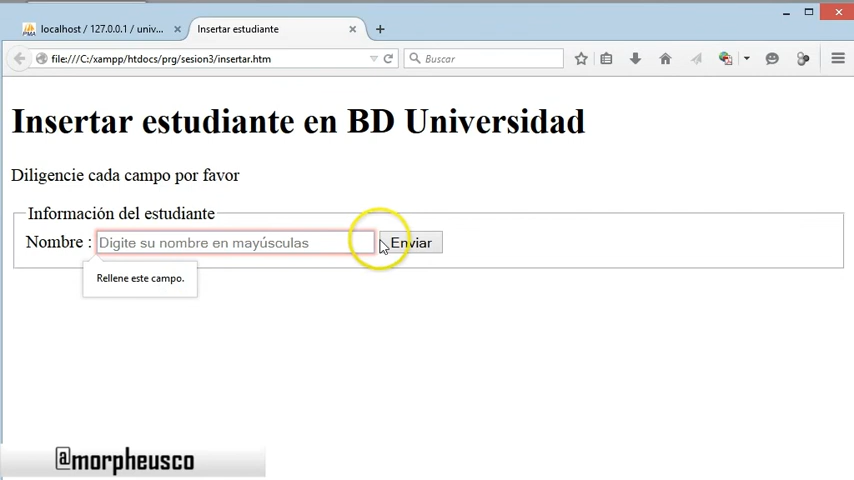 localhost / 127.0.0.1 / univ...
Insertar estudiante
file:///C:/xampp/htdocs/prg/sesion3/insertar.htm
Buscar
Insertar estudiante en BD Universidad
Diligencie cada campo por favor
Información del estudiante
Nombre : Digite su nombre en mayúsculas Enviar
Rellene este campo.
@morpheusco